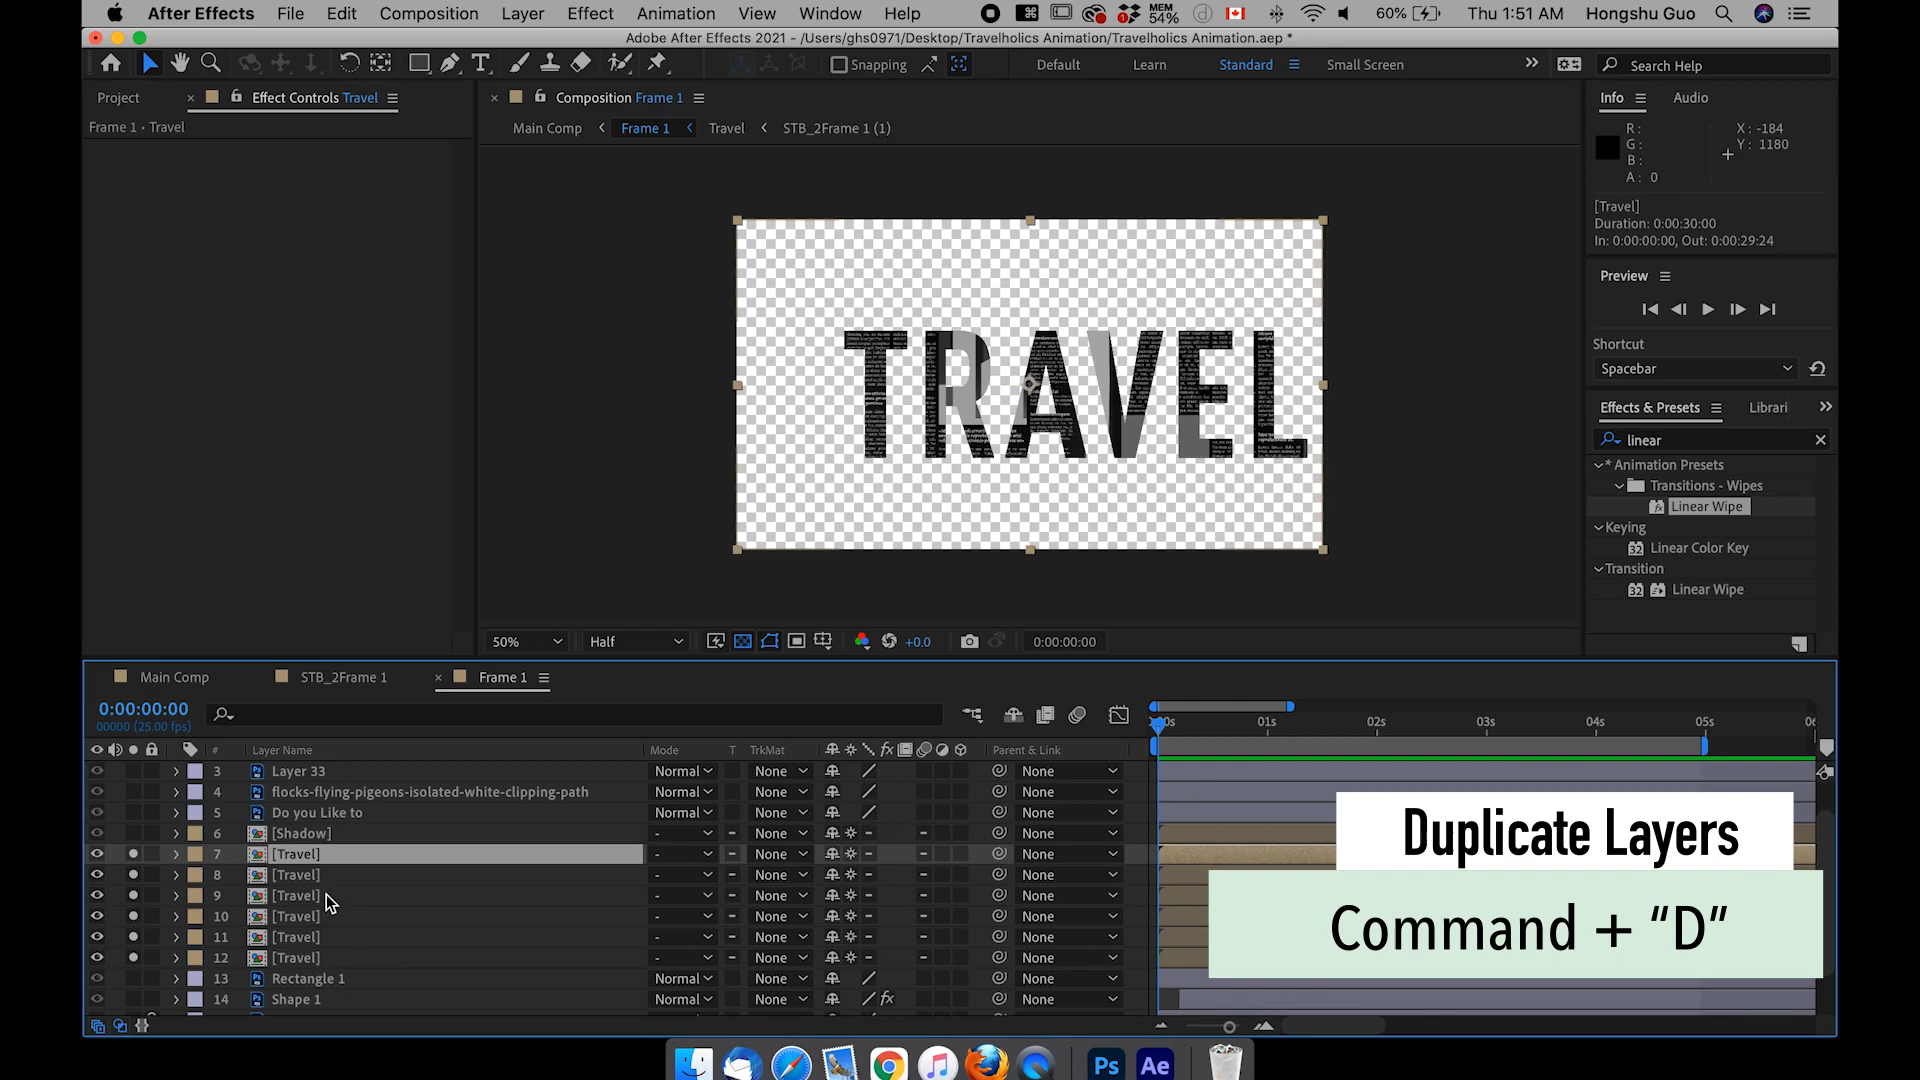 After Effects File Edit Composition Layer Effect Animation View Window Help MEM 54% 60% Thu 1:51 AM Hongshu Guo
Adobe After Effects 2021 - /Users/ghs0971/Desktop/Travelholics Animation/Travelholics Animation.aep *
Snapping Default Learn Standard Small Screen Search Help
Project Effect Controls Travel Composition Frame 1 Info Audio
Frame 1 • Travel Main Comp Frame 1 Travel STB_2Frame 1 (1)
R: X: -184
G: Y: 1180
B:
A: 0
[Travel]
Duration: 0:00:30:00
In: 0:00:00:00, Out: 0:00:29:24
Preview
Shortcut
Spacebar
TRAVEL
Effects & Presets Librari
linear
* Animation Presets
Transitions - Wipes
Linear Wipe
Keying
Linear Color Key
Transition
Linear Wipe
50% Half +0.0 0:00:00:00
Main Comp STB_2Frame 1 Frame 1
0:00:00:00
00000 (25.00 fps)
01s 02s 03s 04s 05s
# Layer Name Mode T TrkMat fx Parent & Link
3 Layer 33 Normal None None
4 flocks-flying-pigeons-isolated-white-clipping-path Normal None None
5 Do you Like to Normal None None
6 [Shadow] - None None
7 [Travel] - None None
8 [Travel] - None None
9 [Travel] - None None
10 [Travel] - None None
11 [Travel] - None None
12 [Travel] - None None
13 Rectangle 1 Normal None None
14 Shape 1 Normal None fx None
Duplicate Layers
Command + “D”
Ps Ae